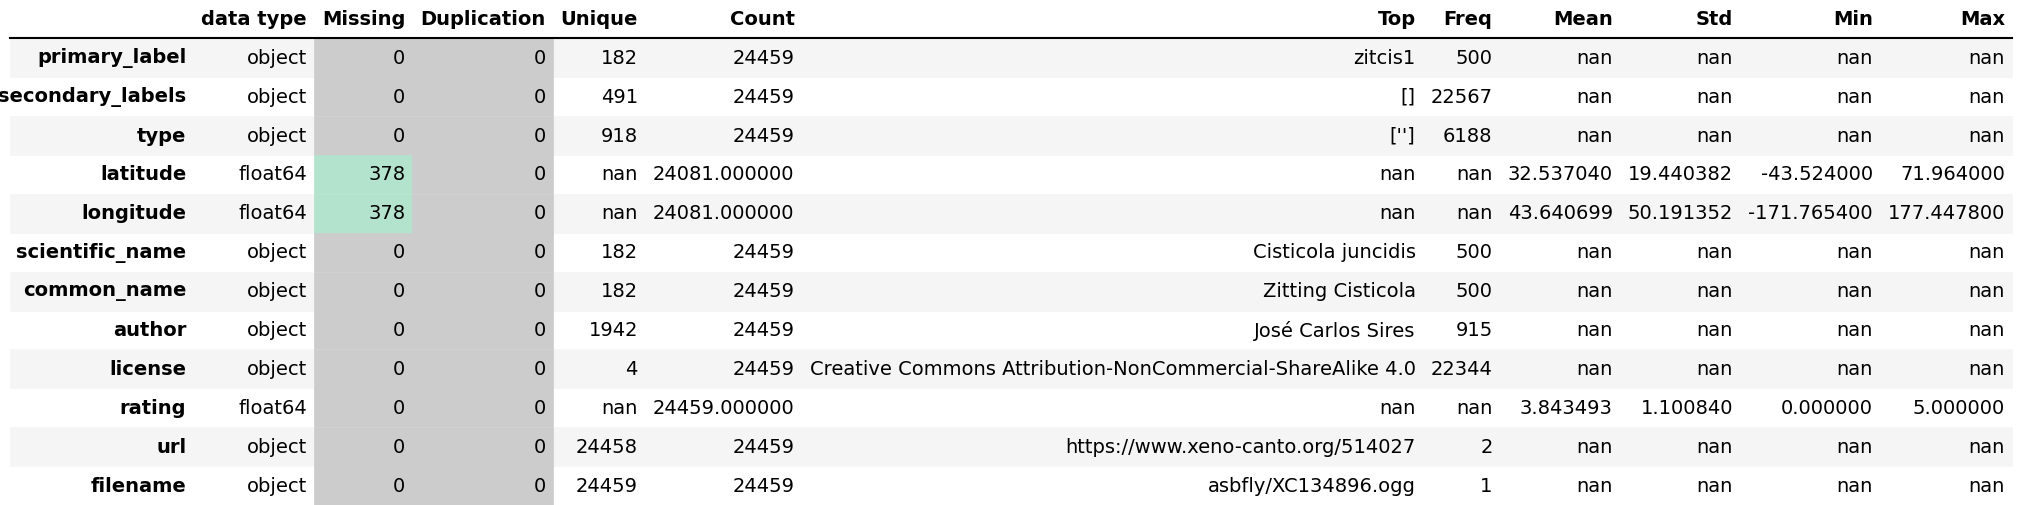 data type Missing Duplication Unique Count Top Freq Mean Std Min Max
primary_label object 0 0 182 24459 zitcis1 500 nan nan nan nan
secondary_labels object 0 0 491 24459 [] 22567 nan nan nan nan
type object 0 0 918 24459 [''] 6188 nan nan nan nan
latitude float64 378 0 nan 24081.000000 nan nan 32.537040 19.440382 -43.524000 71.964000
longitude float64 378 0 nan 24081.000000 nan nan 43.640699 50.191352 -171.765400 177.447800
scientific_name object 0 0 182 24459 Cisticola juncidis 500 nan nan nan nan
common_name object 0 0 182 24459 Zitting Cisticola 500 nan nan nan nan
author object 0 0 1942 24459 José Carlos Sires 915 nan nan nan nan
license object 0 0 4 24459 Creative Commons Attribution-NonCommercial-ShareAlike 4.0 22344 nan nan nan nan
rating float64 0 0 nan 24459.000000 nan nan 3.843493 1.100840 0.000000 5.000000
url object 0 0 24458 24459 https://www.xeno-canto.org/514027 2 nan nan nan nan
filename object 0 0 24459 24459 asbfly/XC134896.ogg 1 nan nan nan nan